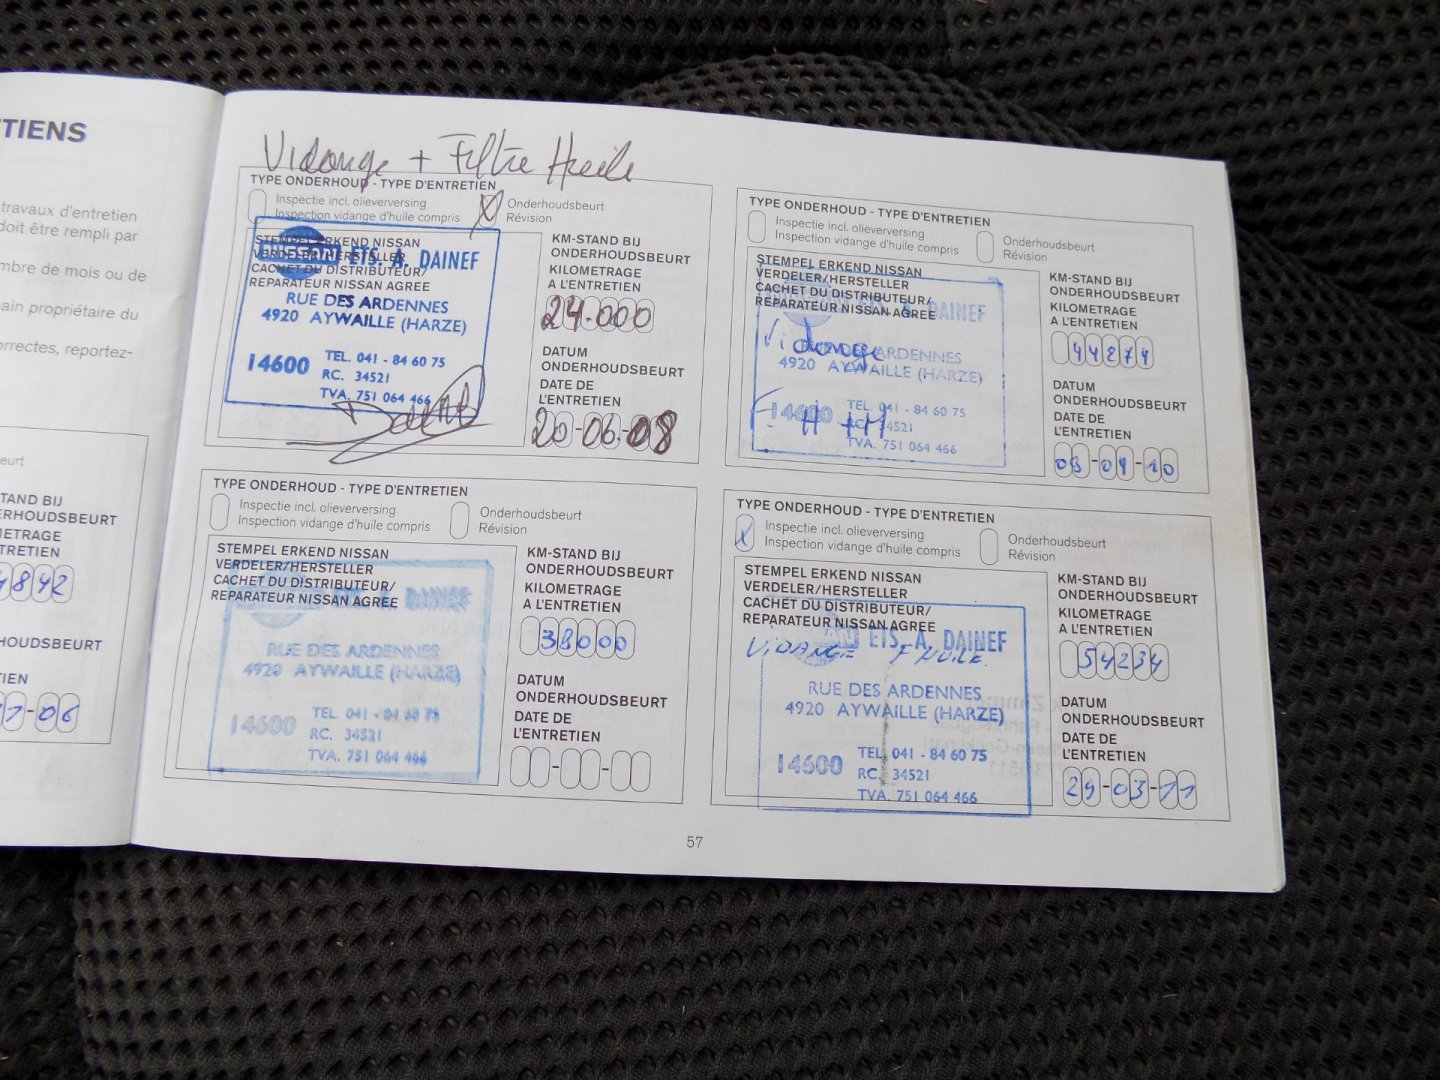 TIENS
travaux d'entretien
doit être rempli par
mbre de mois ou de
ain propriétaire du
orrectes, reportez-
eurt
TAND BIJ
ERHOUDSBEURT
METRAGE
TRETIEN
4842
HOUDSBEURT
TIEN
-06
Vidange + Filtre Huile
TYPE ONDERHOUD - TYPE D'ENTRETIEN
Inspectie incl. olieverversing
Inspection vidange d'huile compris
X Onderhoudsbeurt
Révision
STEMPEL ERKEND NISSAN
VERDELER/HERSTELLER
CACHET DU DISTRIBUTEUR/
REPARATEUR NISSAN AGREE
NISSAN ETS. A. DAINEF
RUE DES ARDENNES
4920 AYWAILLE (HARZE)
14600
TEL. 041 - 84 60 75
RC. 34521
TVA. 751 064 466
KM-STAND BIJ
ONDERHOUDSBEURT
KILOMETRAGE
A L'ENTRETIEN
24.000
DATUM
ONDERHOUDSBEURT
DATE DE
L'ENTRETIEN
20-06-08
TYPE ONDERHOUD - TYPE D'ENTRETIEN
Inspectie incl. olieverversing
Inspection vidange d'huile compris
Onderhoudsbeurt
Révision
STEMPEL ERKEND NISSAN
VERDELER/HERSTELLER
CACHET DU DISTRIBUTEUR/
REPARATEUR NISSAN AGREE
ETS. A. DAINEF
Vidange
RUE DES ARDENNES
4920 AYWAILLE (HARZE)
14600
TEL. 041 - 84 60 75
RC. 34521
TVA. 751 064 466
KM-STAND BIJ
ONDERHOUDSBEURT
KILOMETRAGE
A L'ENTRETIEN
44274
DATUM
ONDERHOUDSBEURT
DATE DE
L'ENTRETIEN
TYPE ONDERHOUD - TYPE D'ENTRETIEN
Inspectie incl. olieverversing
Inspection vidange d'huile compris
Onderhoudsbeurt
Révision
STEMPEL ERKEND NISSAN
VERDELER/HERSTELLER
CACHET DU DISTRIBUTEUR/
REPARATEUR NISSAN AGREE
A. DAINEF
RUE DES ARDENNES
4920 AYWAILLE (HARZE)
14600
TEL. 041 - 84 60 75
RC. 34521
TVA. 751 064 466
KM-STAND BIJ
ONDERHOUDSBEURT
KILOMETRAGE
A L'ENTRETIEN
38000
DATUM
ONDERHOUDSBEURT
DATE DE
L'ENTRETIEN
TYPE ONDERHOUD - TYPE D'ENTRETIEN
X Inspectie incl. olieverversing
Inspection vidange d'huile compris
Onderhoudsbeurt
Révision
STEMPEL ERKEND NISSAN
VERDELER/HERSTELLER
CACHET DU DISTRIBUTEUR/
REPARATEUR NISSAN AGREE
ETS. A. DAINEF
VIDANGE F HUILE.
RUE DES ARDENNES
4920 AYWAILLE (HARZE)
14600
TEL. 041 - 84 60 75
RC. 34521
TVA. 751 064 466
KM-STAND BIJ
ONDERHOUDSBEURT
KILOMETRAGE
A L'ENTRETIEN
54234
DATUM
ONDERHOUDSBEURT
DATE DE
L'ENTRETIEN
29-03-11
57